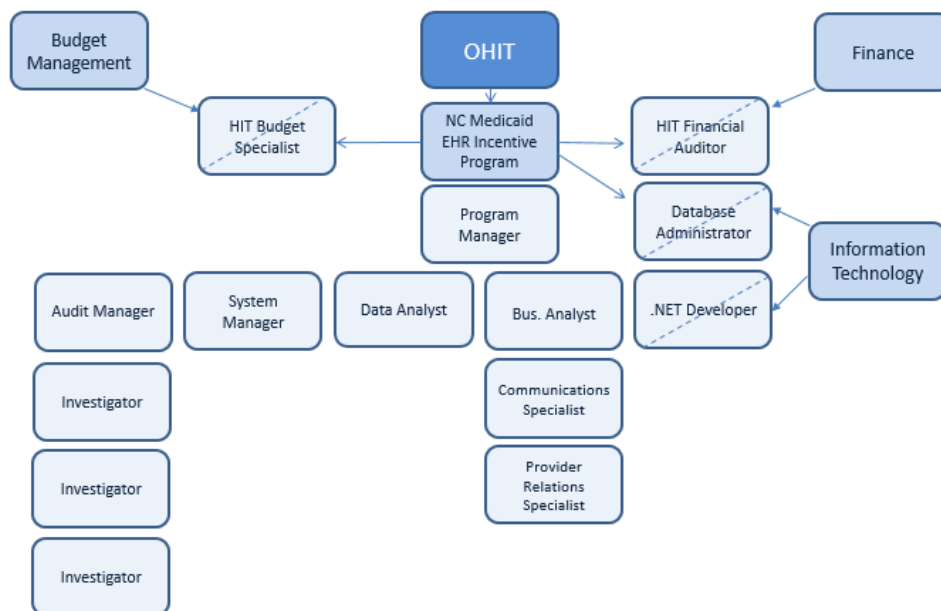 Budget
Management
OHIT
Finance
HIT Budget
Specialist
NC Medicaid
EHR Incentive
Program
HIT Financial
Auditor
Program
Manager
Database
Administrator
Information
Technology
Audit Manager
System
Manager
Data Analyst
Bus. Analyst
.NET Developer
Investigator
Communications
Specialist
Investigator
Provider
Relations
Specialist
Investigator